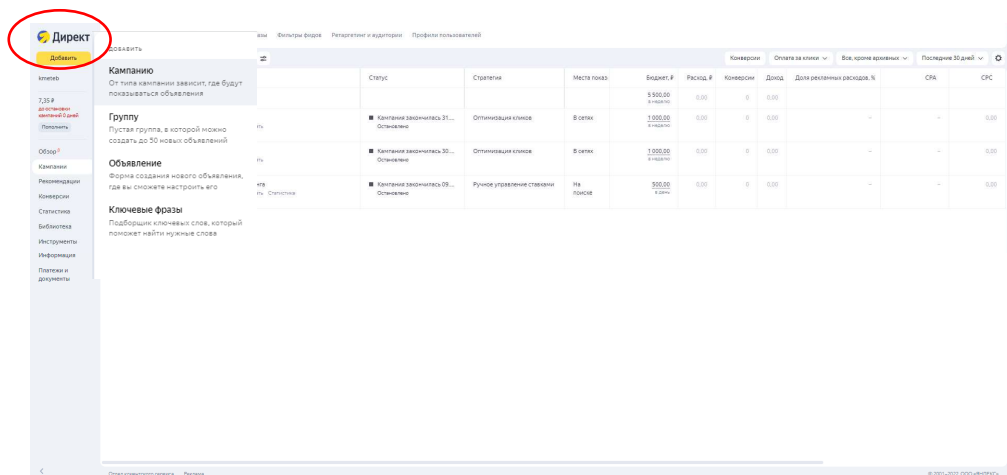 Директ
Добавить
kmeteb
7,35 ₽
до остановки
кампаний 0 дней
Пополнить
Обзор
Кампании
Рекомендации
Конверсии
Статистика
Библиотека
Инструменты
Информация
Платежи и
документы
ДОБАВИТЬ
Кампанию
От типа кампании зависит, где будут
показываться объявления
Группу
Пустая группа, в которой можно
создать до 50 новых объявлений
Объявление
Форма создания нового объявления,
где вы сможете настроить его
Ключевые фразы
Подборщик ключевых слов, который
поможет найти нужные слова
Фильтры фидов Ретаргетинг и аудитории Профили пользователей
Конверсии Оплата за клики Все, кроме архивных Последние 30 дней
Статус Стратегия Места показ Бюджет, ₽ Расход, ₽ Конверсии Доход Доля рекламных расходов, % CPA CPC
5 500,00 0,00 0 0,00
в неделю
Кампания закончилась 31.... Оптимизация кликов В сетях 1 000,00 0,00 0 0,00 – – 0,00
Остановлено в неделю
Кампания закончилась 30.... Оптимизация кликов В сетях 1 000,00 0,00 0 0,00 – – 0,00
Остановлено в неделю
Кампания закончилась 09.... Ручное управление ставками На поиске 500,00 0,00 0 0,00 – – 0,00
Статистика Остановлено в день
Отдел клиентского сервиса Реклама © 2001–2023 ООО «ЯНДЕКС»